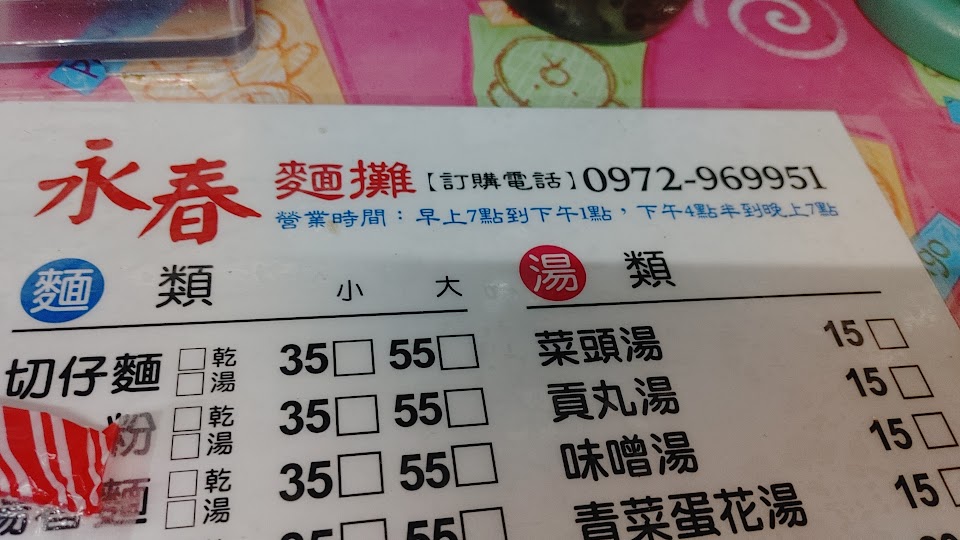 永春 麵攤【訂購電話】0972-969951
營業時間：早上7點到下午1點，下午4點半到晚上7點
麵 類 小 大
切仔麵 □乾 □湯 35□ 55□
粉 □乾 □湯 35□ 55□
麵 □乾 □湯 35□ 55□
湯 類
菜頭湯 15□
貢丸湯 15□
味噌湯 15□
青菜蛋花湯 15□